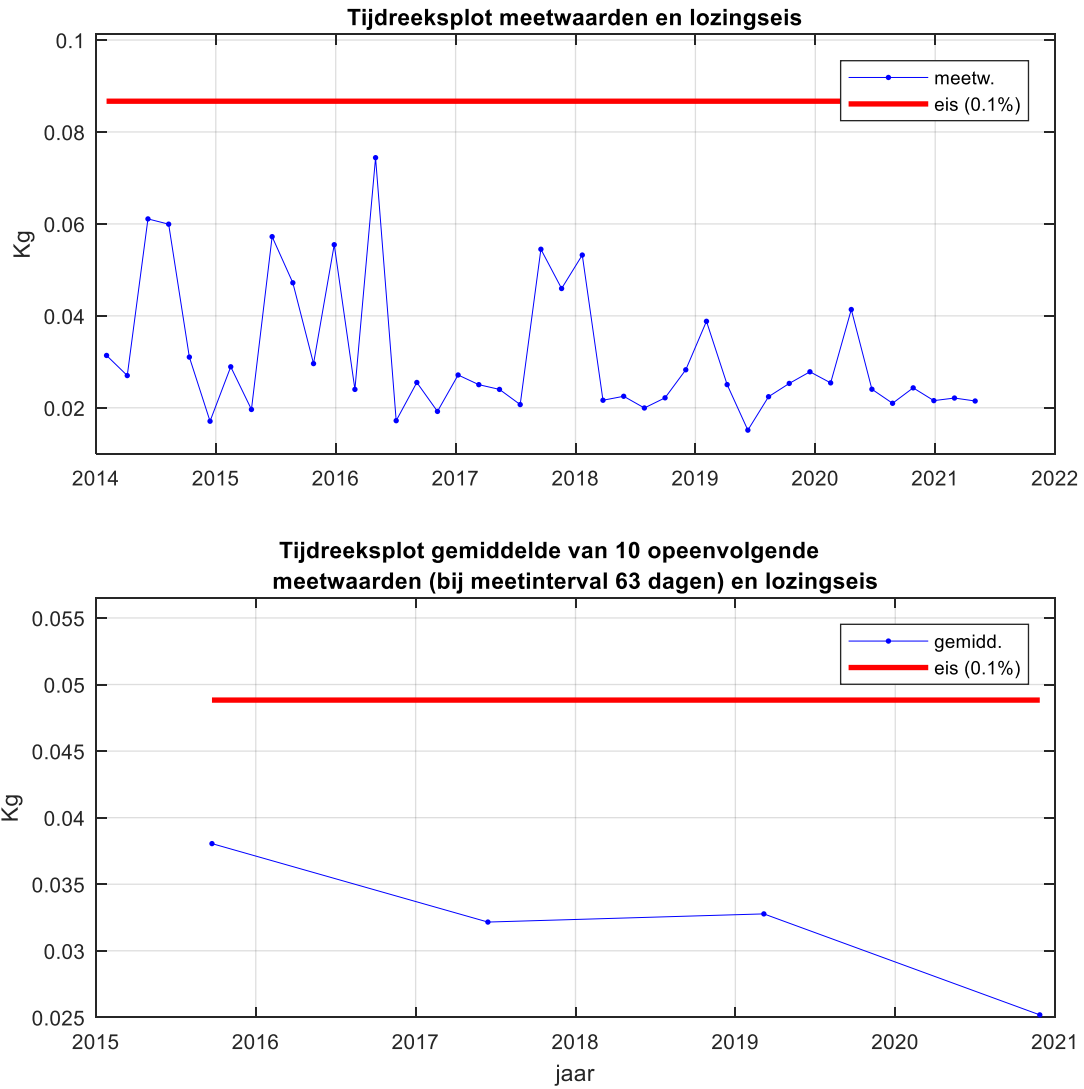 Tijdreeksplot meetwaarden en lozingseis
0.1
0.08
0.06
0.04
0.02
Kg
meetw.
eis (0.1%)
2014 2015 2016 2017 2018 2019 2020 2021 2022
Tijdreeksplot gemiddelde van 10 opeenvolgende
meetwaarden (bij meetinterval 63 dagen) en lozingseis
0.055
0.05
0.045
0.04
0.035
0.03
0.025
Kg
gemidd.
eis (0.1%)
2015 2016 2017 2018 2019 2020 2021
jaar